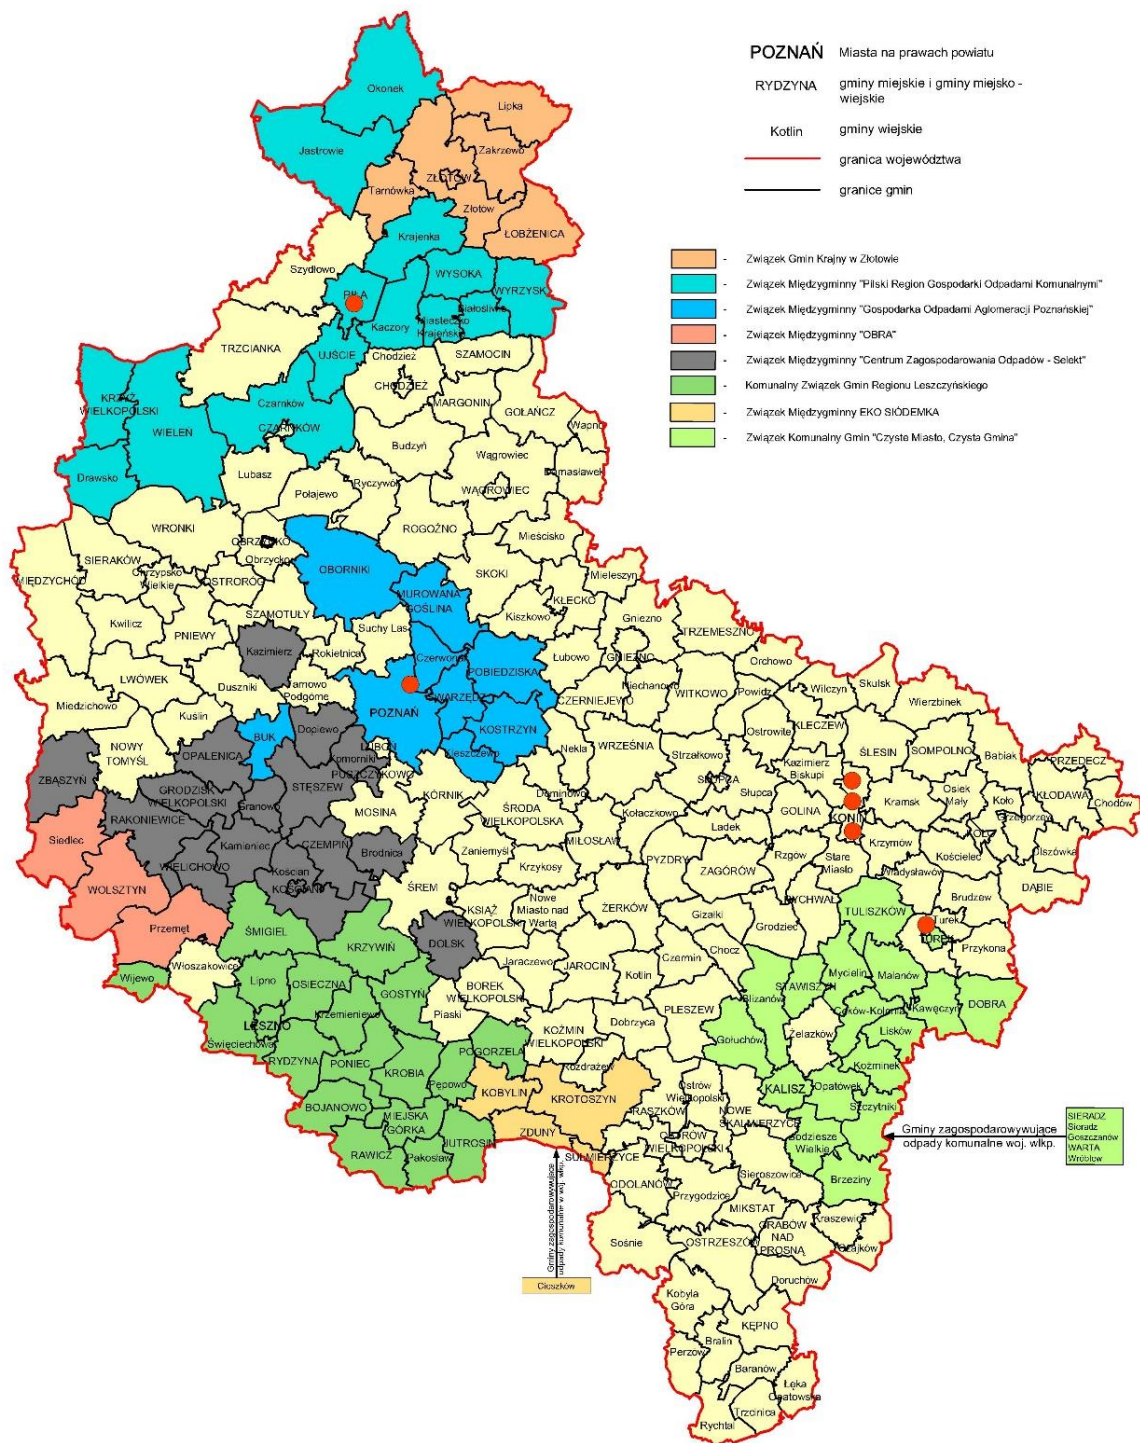 POZNAŃ Miasta na prawach powiatu
RYDZYNA gminy miejskie i gminy miejsko -
wiejskie
Kotlin gminy wiejskie
granica województwa
granice gmin
- Związek Gmin Krajny w Złotowie
- Związek Międzygminny "Pilski Region Gospodarki Odpadami Komunalnymi"
- Związek Międzygminny "Gospodarka Odpadami Aglomeracji Poznańskiej"
- Związek Międzygminny "OBRA"
- Związek Międzygminny "Centrum Zagospodarowania Odpadów - Selekt"
- Komunalny Związek Gmin Regionu Leszczyńskiego
- Związek Międzygminny EKO SIÓDEMKA
- Związek Komunalny Gmin "Czyste Miasto, Czysta Gmina"
Okonek
Lipka
Jastrowie
Zakrzewo
ZŁOTÓW
Tarnówka
Złotów
ŁOBŻENICA
Krajenka
Szydłowo
WYSOKA
WYRZYSK
PIŁA
Białośliwie
Kaczory
Miasteczko
Krajeńskie
TRZCIANKA
UJŚCIE
Chodzież
SZAMOCIN
CHODZIEŻ
KRZYŻ
WIELKOPOLSKI
Czarnków
MARGONIN
GOŁAŃCZ
WIELEŃ
CZARNKÓW
Wapno
Budzyń
Wągrowiec
Damasławek
Drawsko
Lubasz
Połajewo
Ryczywół
WĄGROWIEC
WRONKI
ROGOŹNO
Mieścisko
OBRZYCKO
Obrzycko
SIERAKÓW
OBORNIKI
MIĘDZYCHÓD
Chrzypsko
Wielkie
OSTRORÓG
SKOKI
Mieleszyn
MUROWANA
GOŚLINA
KŁECKO
Kwilicz
SZAMOTUŁY
Kiszkowo
Gniezno
PNIEWY
Suchy Las
TRZEMESZNO
Kazimierz
Rokietnica
Czerwonak
Łubowo
GNIEZNO
Orchowo
LWÓWEK
POBIEDZISKA
Duszniki
Tarnowo
Podgórne
Niechanowo
WITKOWO
Powidz
Wilczyn
Skulsk
Miedzichowo
SWARZĘDZ
CZERNIEJEWO
Wierzbinek
Kuślin
POZNAŃ
KOSTRZYN
Ostrowite
KLECZEW
BUK
Dopiewo
NOWY
TOMYŚL
OPALENICA
LUBOŃ
Komorniki
Kleszczewo
Nekla
WRZEŚNIA
Strzałkowo
ŚLESIN
SOMPOLNO
Babiak
PRZEDECZ
ZBĄSZYŃ
PUSZCZYKOWO
Kazimierz
Biskupi
GRODZISK
WIELKOPOLSKI
STĘSZEW
SŁUPCA
Słupca
Osiek
Mały
KŁODAWA
Granowo
KÓRNIK
Dominowo
Kramsk
Koło
Chodów
RAKONIEWICE
MOSINA
ŚRODA
WIELKOPOLSKA
Kołaczkowo
GOLINA
KONIN
Grzegorzew
Siedlec
Kamieniec
CZEMPIŃ
Brodnica
Zaniemyśl
MIŁOSŁAW
Lądek
Krzymów
KOŁO
Olszówka
WIELICHOWO
Kościan
Krzykosy
PYZDRY
Rzgów
Stare
Miasto
Kościelec
WOLSZTYN
KOŚCIAN
ŚREM
ZAGÓRÓW
Władysławów
DĄBIE
KSIĄŻ
WIELKOPOLSKI
Nowe
Miasto nad
Wartą
ŻERKÓW
RYCHWAŁ
Brudzew
Przemęt
ŚMIGIEL
KRZYWIŃ
DOLSK
Gizałki
Grodziec
TULISZKÓW
Turek
TUREK
Przykona
Włoszakowice
Jaraczewo
JAROCIN
Czermin
Chocz
Wijewo
Lipno
OSIECZNA
GOSTYŃ
BOREK
WIELKOPOLSKI
Kotlin
STAWISZYN
Mycielin
Malanów
LESZNO
Krzemieniewo
Piaski
PLESZEW
Blizanów
Ceków-Kolonia
Kawęczyn
DOBRA
Święciechowa
KOŹMIN
WIELKOPOLSKI
Dobrzyca
Gołuchów
Żelazków
Lisków
RYDZYNA
PONIEC
KROBIA
POGORZELA
Rozdrażew
Koźminek
Pępowo
Ostrów
Wielkopolski
KALISZ
Opatówek
BOJANOWO
KOBYLIN
KROTOSZYN
Szczytniki
MIEJSKA
GÓRKA
RASZKÓW
NOWE
SKALMIERZYCE
ZDUNY
JUTROSIN
OSTRÓW
WIELKOPOLSKI
Godziesze
Wielkie
RAWICZ
Pakosław
SULMIERZYCE
Sieroszewice
Brzeziny
ODOLANÓW
Przygodzice
MIKSTAT
Kraszewice
GRABÓW
NAD
PROSNĄ
Sośnie
OSTRZESZÓW
Czajków
Doruchów
Kobyla
Góra
KĘPNO
Bralin
Perzów
Baranów
Łęka
Opatowska
Trzcinica
Rychtal
Gminy zagospodarowywujące
odpady komunalne woj. wlkp.
SIERADZ
Sieradz
Goszczanów
WARTA
Wróblew
Gminy zagospodarowywujące
odpady komunalne w woj. wlkp.
Cieszków